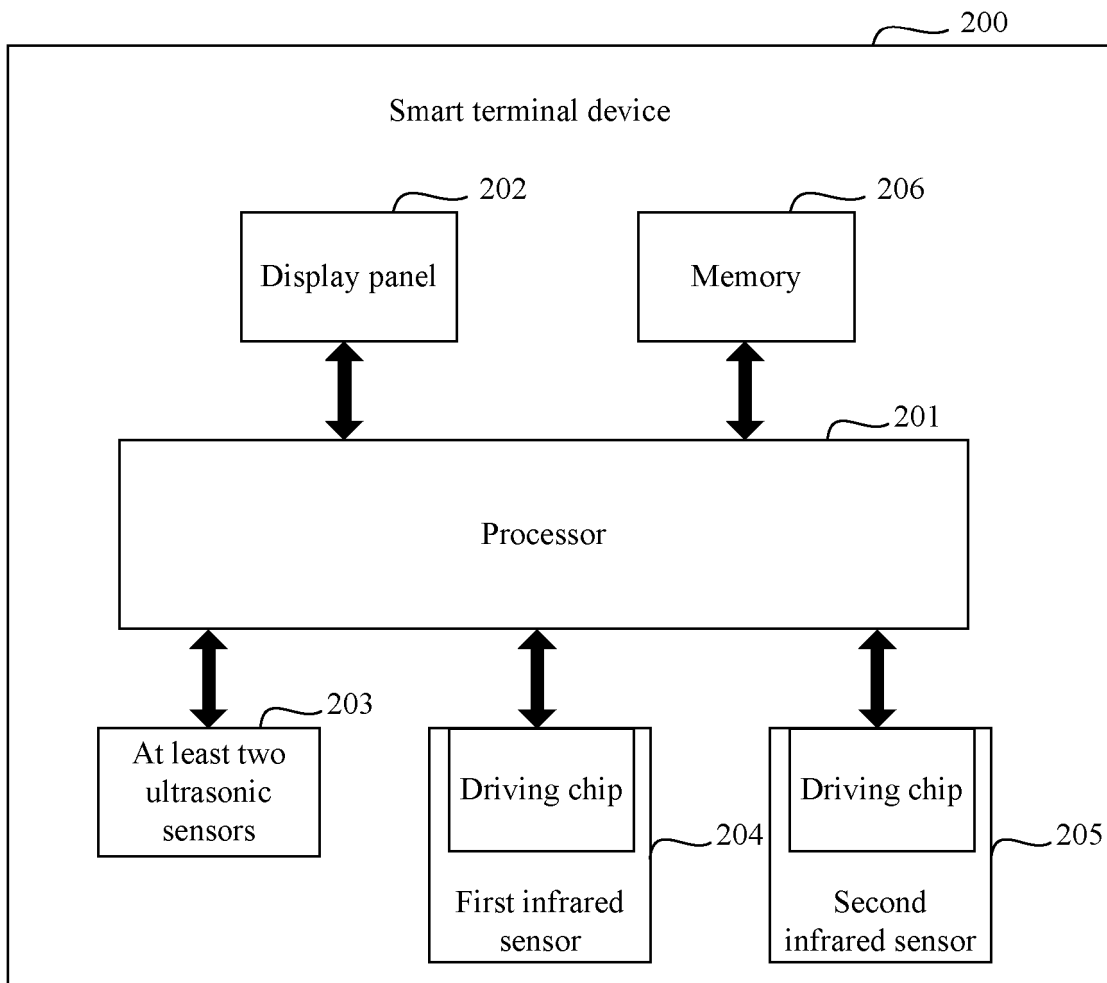 200
Smart terminal device
202
206
Display panel
Memory
201
Processor
203
At least two
ultrasonic
sensors
Driving chip
204
First infrared
sensor
Driving chip
205
Second
infrared sensor